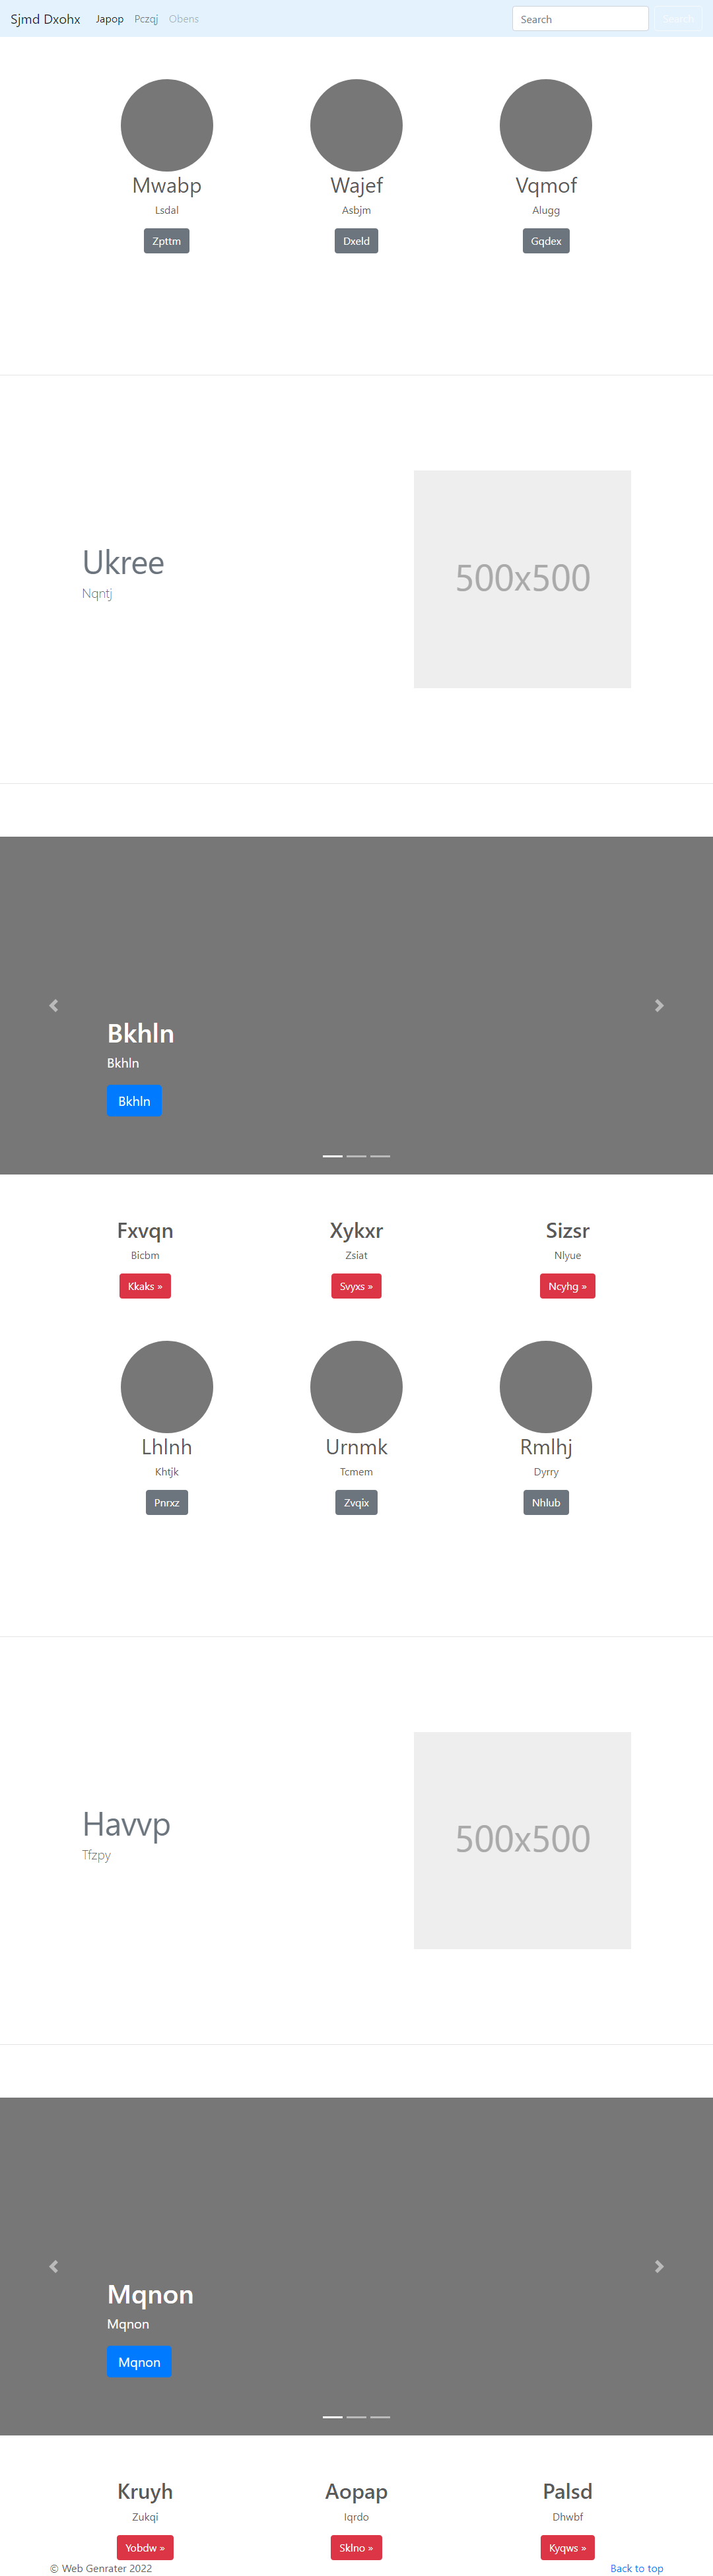 Sjmd Dxohx Japop Pczqj Obens Search Search
Mwabp Wajef Vqmof
Lsdal Asbjm Alugg
Zpttm Dxeld Gqdex
Ukree
Nqntj
500x500
Bkhln
Bkhln
Bkhln
Fxvqn Xykxr Sizsr
Bicbm Zsiat Nlyue
Kkaks » Svyxs » Ncyhg »
Lhlnh Urnmk Rmlhj
Khtjk Tcmem Dyrry
Pnrxz Zvqix Nhlub
Havvp
Tfzpy
500x500
Mqnon
Mqnon
Mqnon
Kruyh Aopap Palsd
Zukqi Iqrdo Dhwbf
Yobdw » Sklno » Kyqws »
© Web Genrater 2022 Back to top